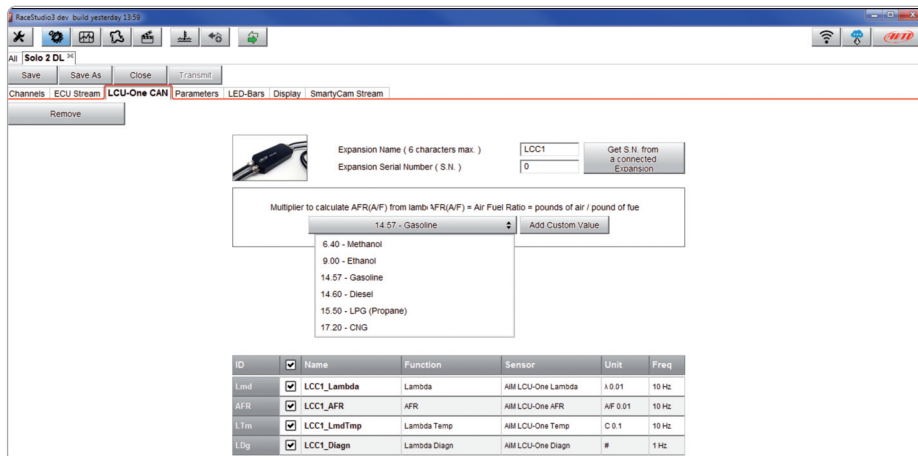 RaceStudio3 dev build yesterday 13:59
AiM
All Solo 2 DL
Save Save As Close Transmit
Channels ECU Stream LCU-One CAN Parameters LED-Bars Display SmartyCam Stream
Remove
Expansion Name ( 6 characters max. ) LCC1
Expansion Serial Number ( S.N. ) 0
Get S.N. from
a connected
Expansion
Multiplier to calculate AFR(A/F) from lamb AFR(A/F) = Air Fuel Ratio = pounds of air / pound of fue
14.57 - Gasoline Add Custom Value
6.40 - Methanol
9.00 - Ethanol
14.57 - Gasoline
14.60 - Diesel
15.50 - LPG (Propane)
17.20 - CNG
ID Name Function Sensor Unit Freq
Lmd LCC1_Lambda Lambda AiM LCU-One Lambda λ 0.01 10 Hz
AFR LCC1_AFR AFR AiM LCU-One AFR A/F 0.01 10 Hz
LTm LCC1_LmdTmp Lambda Temp AiM LCU-One Temp C 0.1 10 Hz
LDg LCC1_Diagn Lambda Diagn AiM LCU-One Diagn # 1 Hz